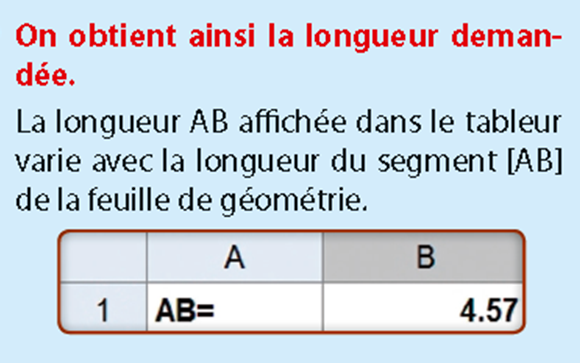 On obtient ainsi la longueur deman-
dée.
La longueur AB affichée dans le tableur
varie avec la longueur du segment [AB]
de la feuille de géométrie.
A B
1 AB= 4.57